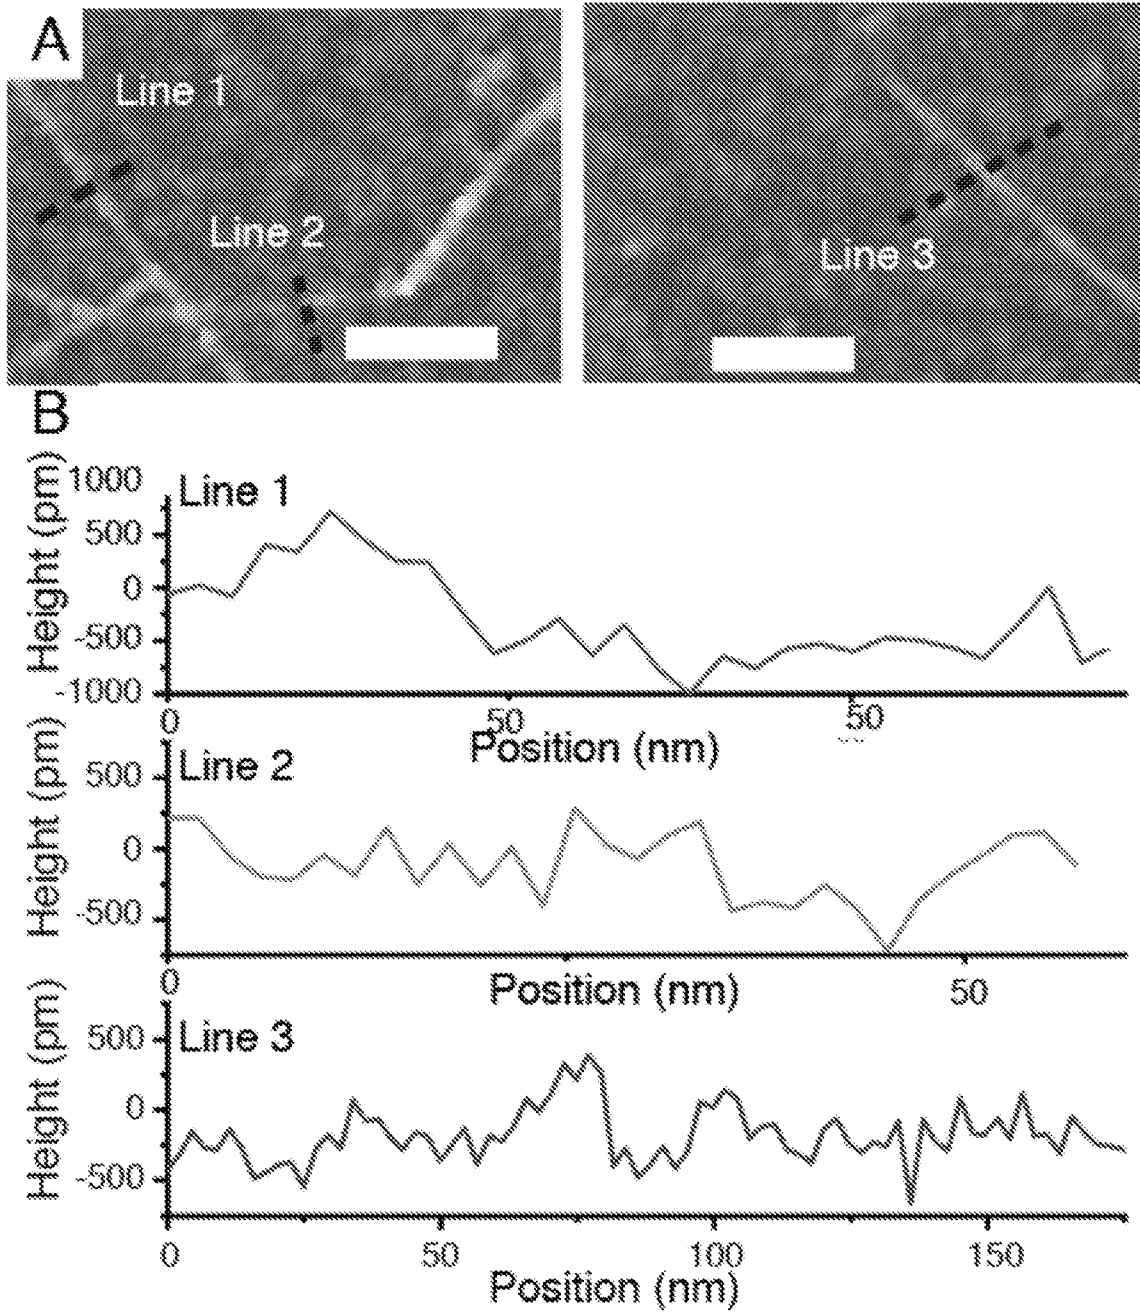 A
Line 1
Line 2
Line 3
B
Height (pm)
1000
500
0
-500
-1000
Line 1
0
50
50
Position (nm)
Height (pm)
500
0
-500
Line 2
0
50
Position (nm)
Height (pm)
500
0
-500
Line 3
0
50
100
150
Position (nm)